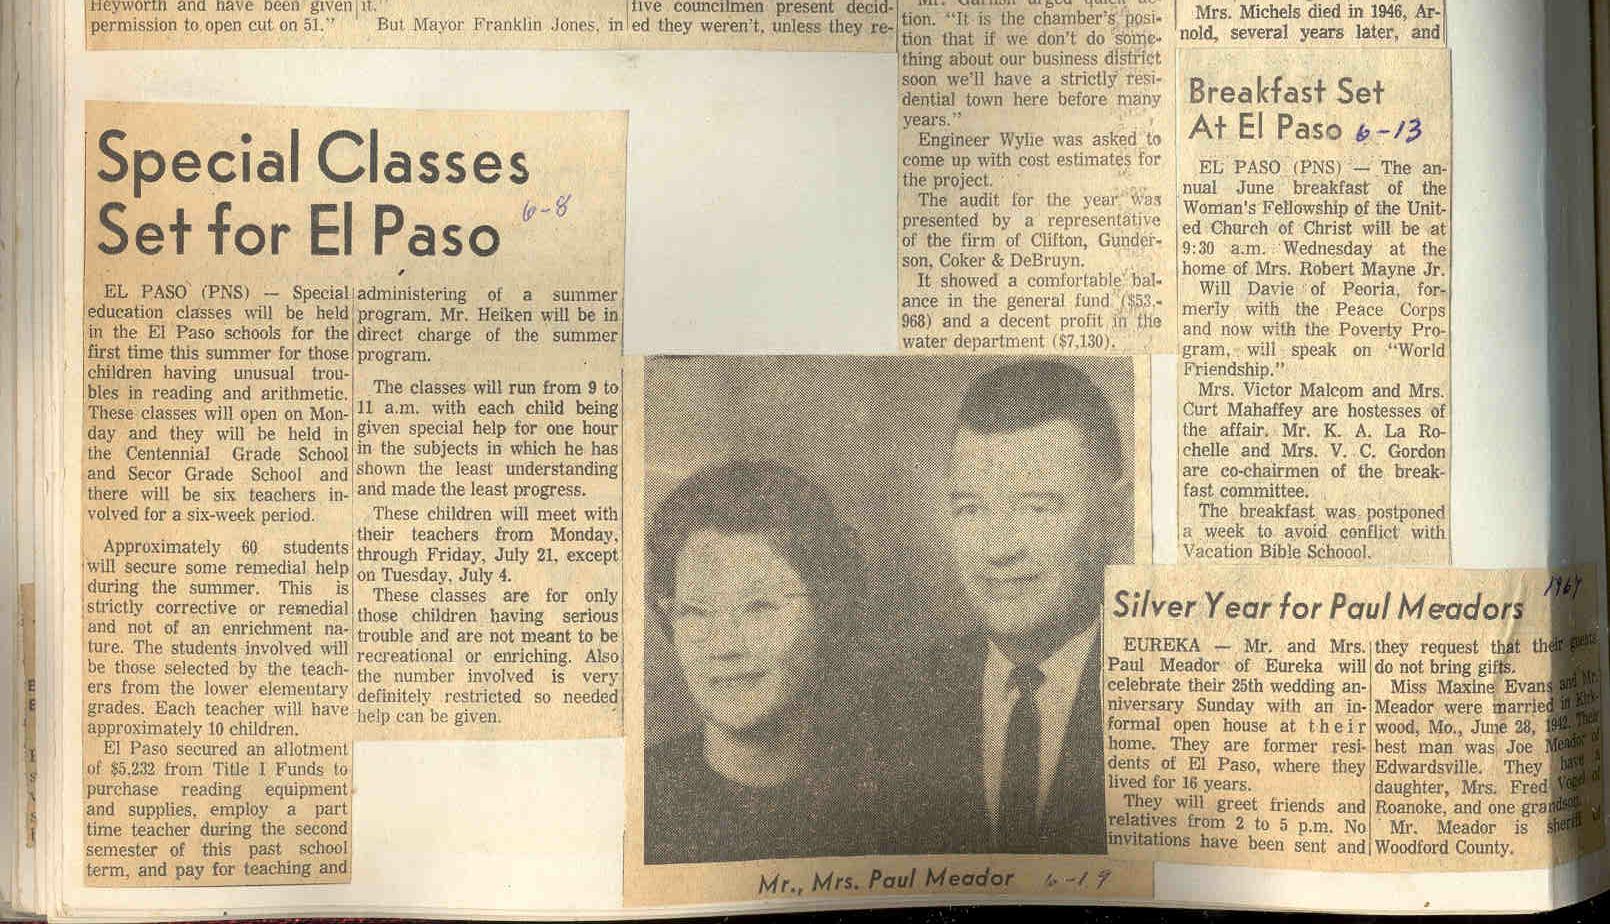 Heyworth and have been given
permission to open cut on 51."
it."
But Mayor Franklin Jones, in
five councilmen present decid-
ed they weren't, unless they re-
Special Classes
Set for El Paso
6-8
EL PASO (PNS) — Special
education classes will be held
in the El Paso schools for the
first time this summer for those
children having unusual trou-
bles in reading and arithmetic.
These classes will open on Mon-
day and they will be held in
the Centennial Grade School
and Secor Grade School and
there will be six teachers in-
volved for a six-week period.
Approximately 60 students
will secure some remedial help
during the summer. This is
strictly corrective or remedial
and not of an enrichment na-
ture. The students involved will
be those selected by the teach-
ers from the lower elementary
grades. Each teacher will have
approximately 10 children.
El Paso secured an allotment
of $5,232 from Title I Funds to
purchase reading equipment
and supplies, employ a part
time teacher during the second
semester of this past school
term, and pay for teaching and
administering of a summer
program. Mr. Heiken will be in
direct charge of the summer
program.
The classes will run from 9 to
11 a.m. with each child being
given special help for one hour
in the subjects in which he has
shown the least understanding
and made the least progress.
These children will meet with
their teachers from Monday,
through Friday, July 21, except
on Tuesday, July 4.
These classes are for only
those children having serious
trouble and are not meant to be
recreational or enriching. Also
the number involved is very
definitely restricted so needed
help can be given.
tion. "It is the chamber's posi-
tion that if we don't do some-
thing about our business district
soon we'll have a strictly resi-
dential town here before many
years."
Engineer Wylie was asked to
come up with cost estimates for
the project.
The audit for the year was
presented by a representative
of the firm of Clifton, Gunder-
son, Coker & DeBruyn.
It showed a comfortable bal-
ance in the general fund ($53,-
968) and a decent profit in the
water department ($7,130).
Mrs. Michels died in 1946, Ar-
nold, several years later, and
Breakfast Set
At El Paso 6-13
EL PASO (PNS) — The an-
nual June breakfast of the
Woman's Fellowship of the Unit-
ed Church of Christ will be at
9:30 a.m. Wednesday at the
home of Mrs. Robert Mayne Jr.
Will Davie of Peoria, for-
merly with the Peace Corps
and now with the Poverty Pro-
gram, will speak on "World
Friendship."
Mrs. Victor Malcom and Mrs.
Curt Mahaffey are hostesses of
the affair. Mr. K. A. La Ro-
chelle and Mrs. V. C. Gordon
are co-chairmen of the break-
fast committee.
The breakfast was postponed
a week to avoid conflict with
Vacation Bible Schoool.
1967
Silver Year for Paul Meadors
EUREKA — Mr. and Mrs.
Paul Meador of Eureka will
celebrate their 25th wedding an-
niversary Sunday with an in-
formal open house at their
home. They are former resi-
dents of El Paso, where they
lived for 16 years.
They will greet friends and
relatives from 2 to 5 p.m. No
invitations have been sent and
they request that their guests
do not bring gifts.
Miss Maxine Evans and Mr.
Meador were married in Kirk-
wood, Mo., June 28, 1942. Their
best man was Joe Meador of
Edwardsville. They have a
daughter, Mrs. Fred Vogel of
Roanoke, and one grandson.
Mr. Meador is sheriff of
Woodford County.
Mr., Mrs. Paul Meador 6-19